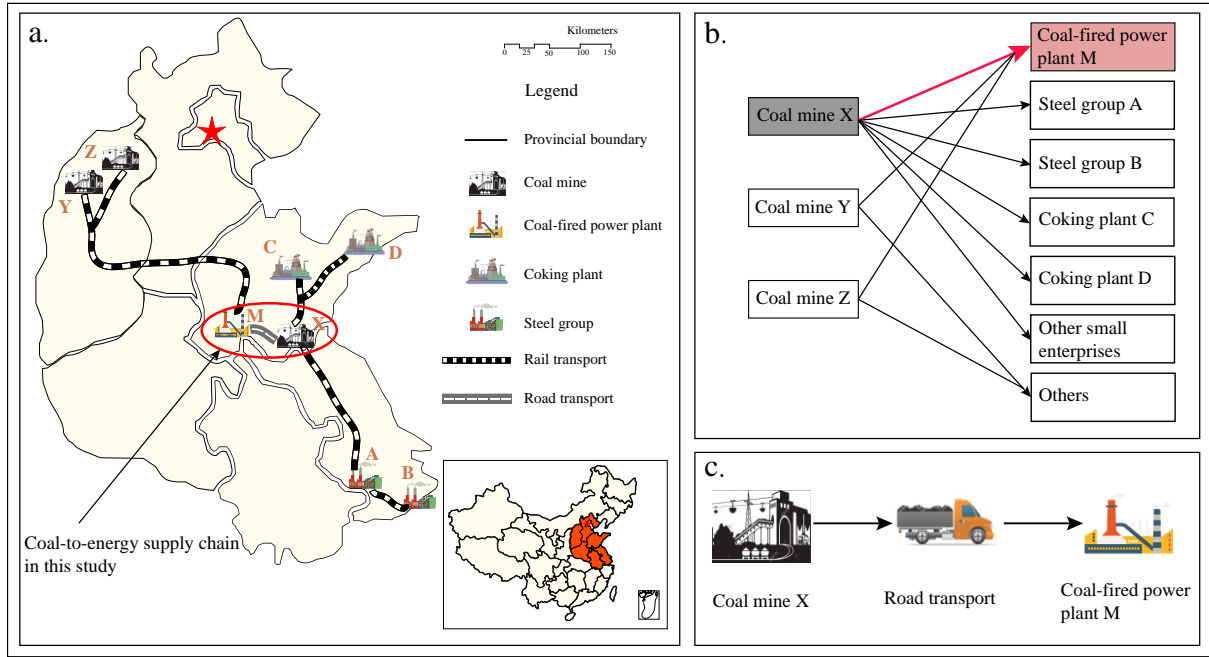 a.
Kilometers
0 25 50 100 150
Legend
Provincial boundary
Coal mine
Coal-fired power plant
Coking plant
Steel group
Rail transport
Road transport
Z
Y
C
D
M
X
A
B
Coal-to-energy supply chain
in this study
b.
Coal mine X
Coal mine Y
Coal mine Z
Coal-fired power
plant M
Steel group A
Steel group B
Coking plant C
Coking plant D
Other small
enterprises
Others
c.
Coal mine X
Road transport
Coal-fired power
plant M